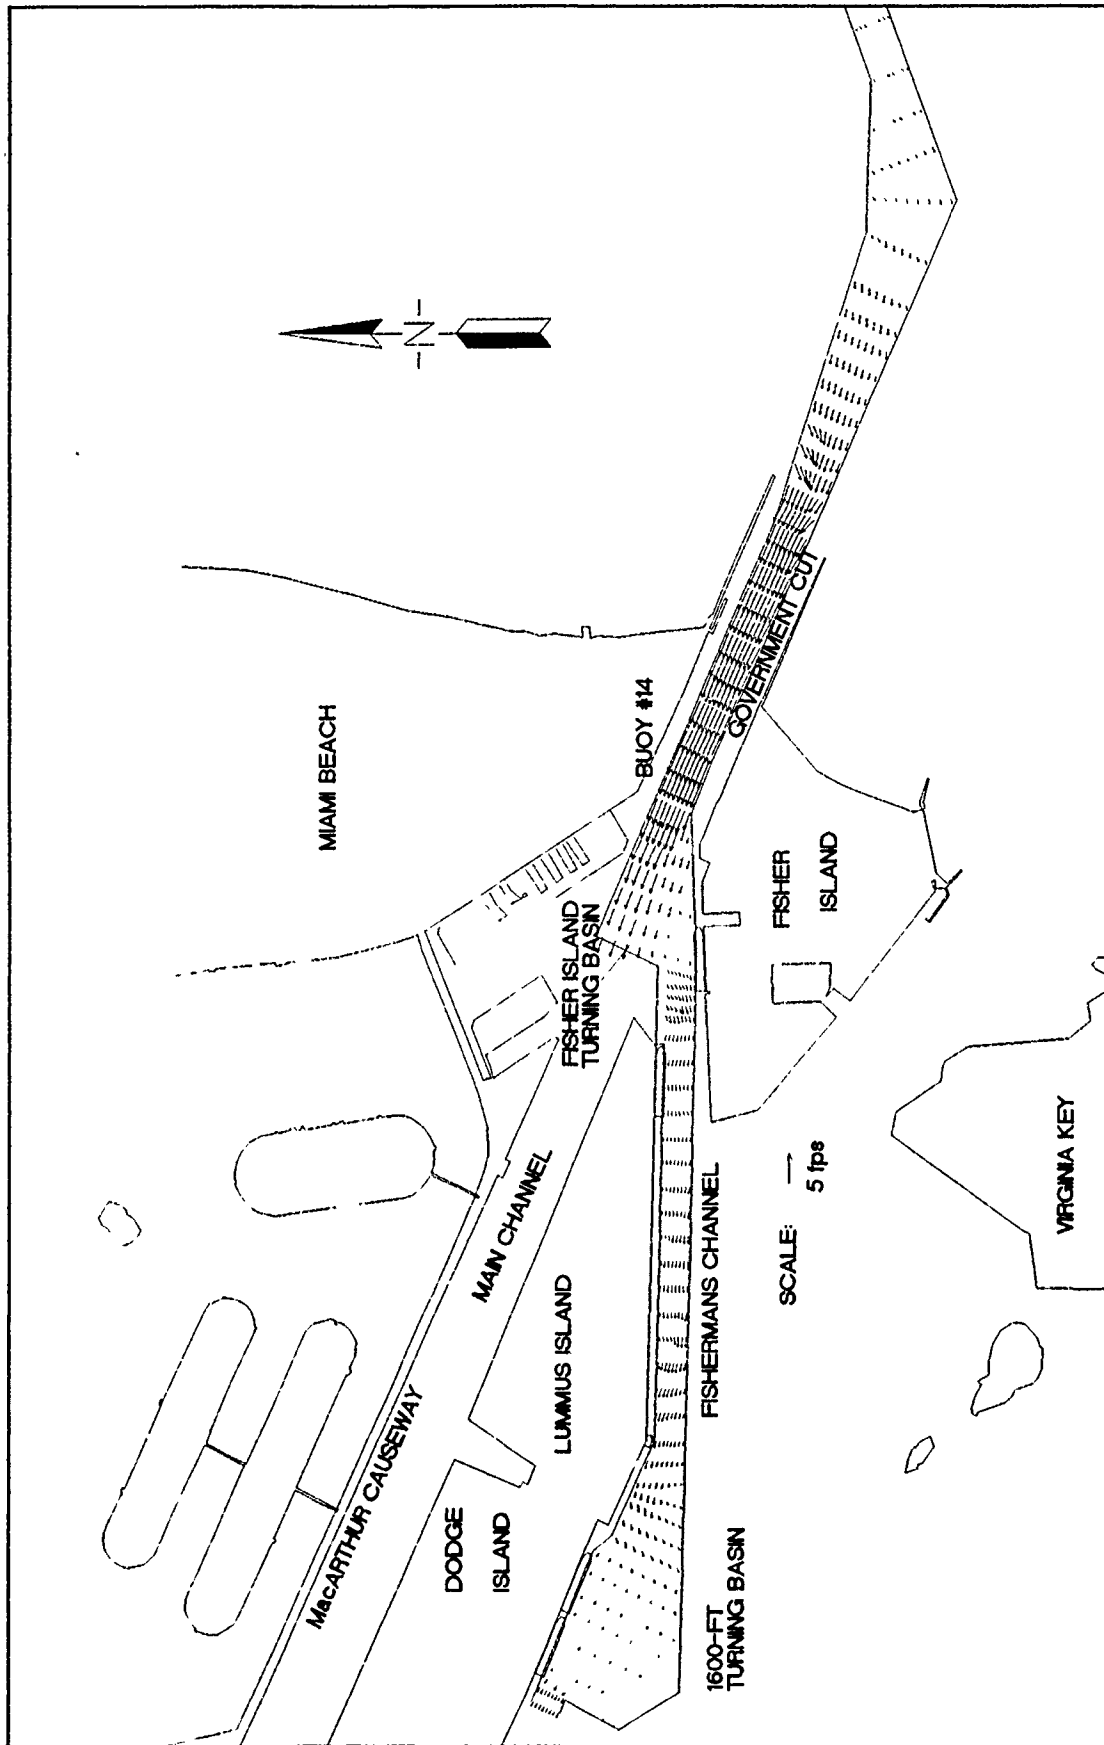 N
MIAMI BEACH
BUOY #14
GOVERNMENT CUT
FISHER ISLAND
TURNING BASIN
FISHER
ISLAND
MAIN CHANNEL
MacARTHUR CAUSEWAY
LUMMUS ISLAND
DODGE
ISLAND
FISHERMANS CHANNEL
SCALE:
5 fps
VIRGINIA KEY
1600-FT
TURNING BASIN